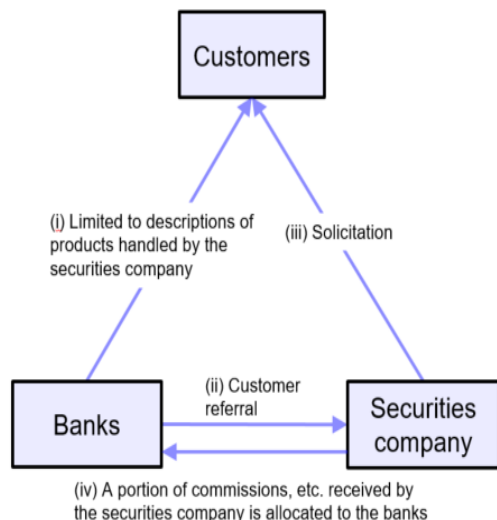 Customers
(i) Limited to descriptions of
products handled by the
securities company
(iii) Solicitation
(ii) Customer
referral
Banks
Securities
company
(iv) A portion of commissions, etc. received by
the securities company is allocated to the banks